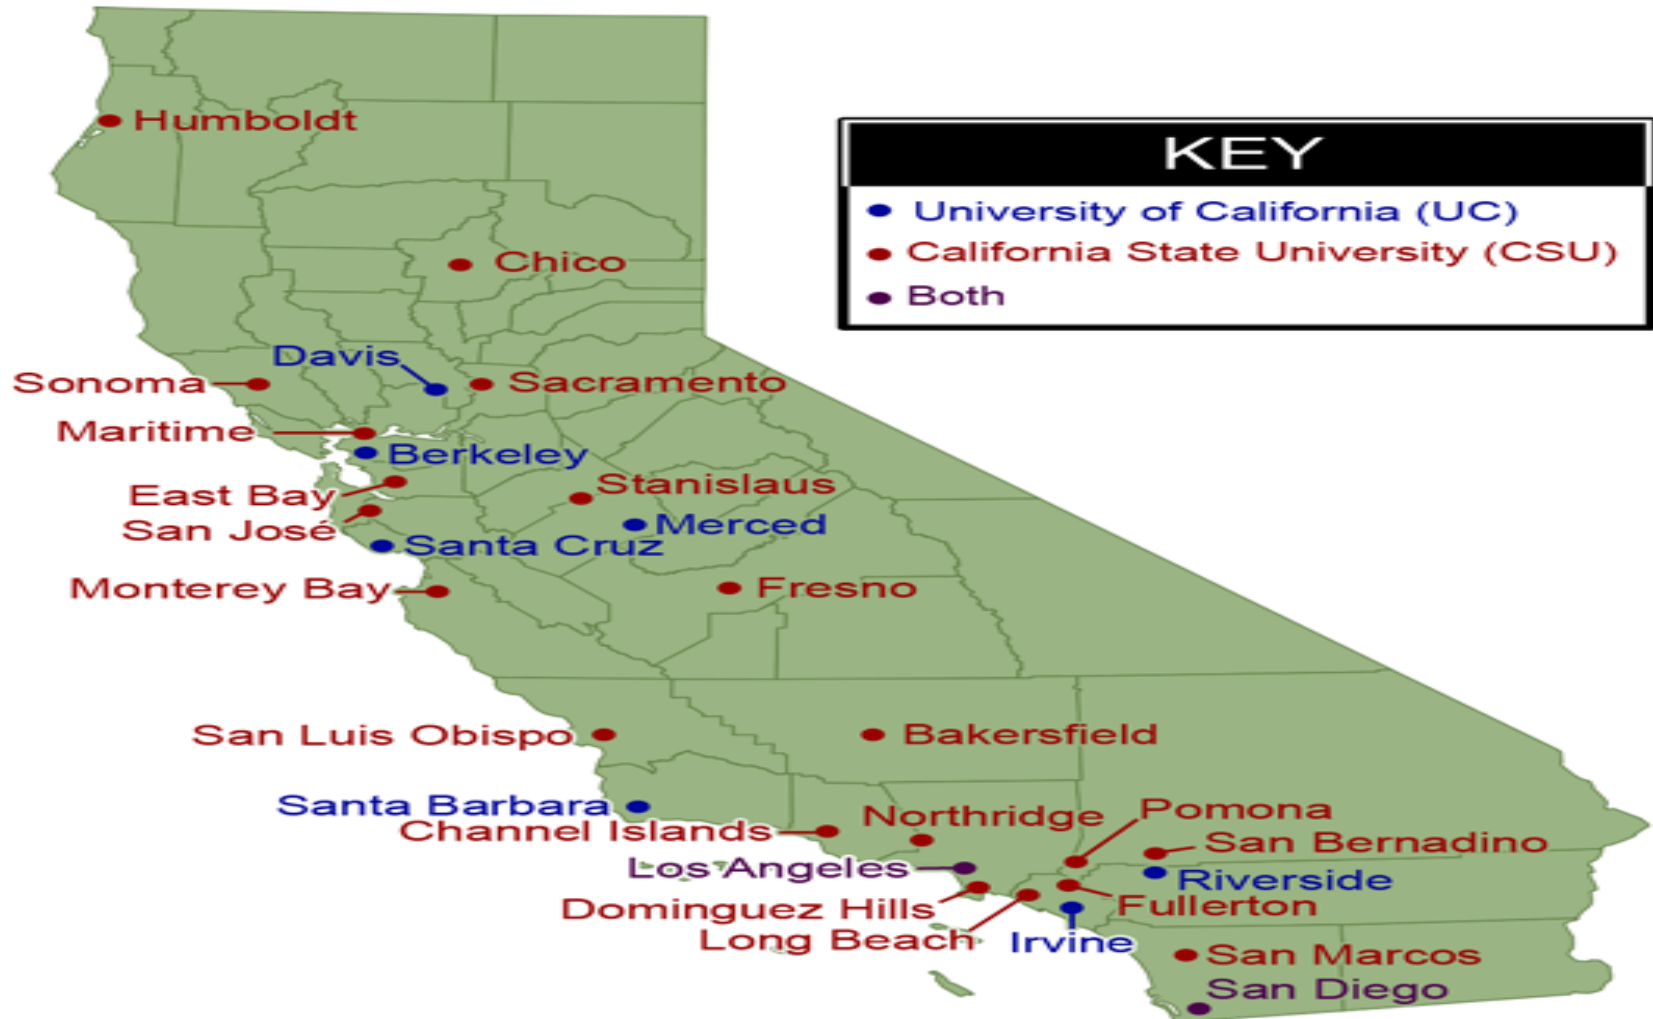 Humboldt
KEY
University of California (UC)
California State University (CSU)
Both
Chico
Davis
Sonoma
Sacramento
Maritime
Berkeley
East Bay
Stanislaus
San José
Merced
Santa Cruz
Monterey Bay
Fresno
San Luis Obispo
Bakersfield
Santa Barbara
Channel Islands
Northridge
Pomona
San Bernadino
Los Angeles
Riverside
Dominguez Hills
Fullerton
Long Beach
Irvine
San Marcos
San Diego